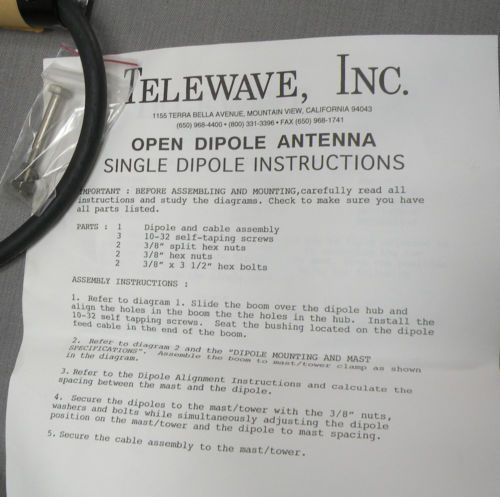 TELEWAVE, INC.
1155 TERRA BELLA AVENUE, MOUNTAIN VIEW, CALIFORNIA 94043
(650) 968-4400 • (800) 331-3396 • FAX (650) 968-1741
OPEN DIPOLE ANTENNA
SINGLE DIPOLE INSTRUCTIONS
IMPORTANT : BEFORE ASSEMBLING AND MOUNTING,carefully read all
instructions and study the diagrams. Check to make sure you have
all parts listed.
PARTS : 1 Dipole and cable assembly
3 10-32 self-taping screws
2 3/8" split hex nuts
2 3/8" hex nuts
2 3/8" x 3 1/2" hex bolts
ASSEMBLY INSTRUCTIONS :
1. Refer to diagram 1. Slide the boom over the dipole hub and
align the holes in the boom the the holes in the hub. Install the
10-32 self tapping screws. Seat the bushing located on the dipole
feed cable in the end of the boom.
2. Refer to diagram 2 and the "DIPOLE MOUNTING AND MAST
SPECIFICATIONS". Assemble the boom to mast/tower clamp as shown
in the diagram.
3. Refer to the Dipole Alignment Instructions and calculate the
spacing between the mast and the dipole.
4. Secure the dipoles to the mast/tower with the 3/8" nuts,
washers and bolts while simultaneously adjusting the dipole
position on the mast/tower and the dipole to mast spacing.
5. Secure the cable assembly to the mast/tower.